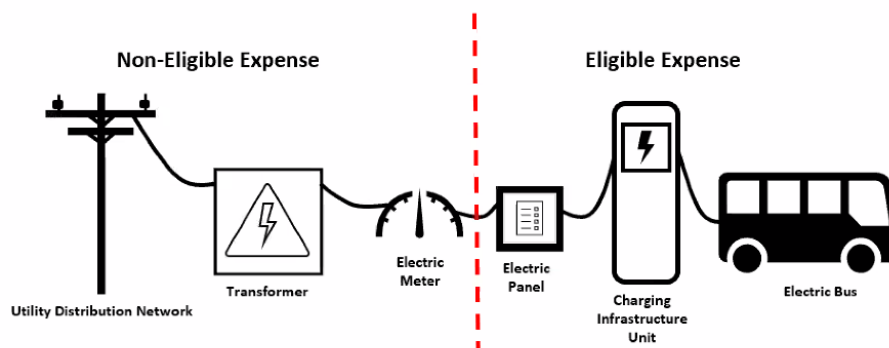 Non-Eligible Expense
Eligible Expense
Utility Distribution Network
Transformer
Electric
Meter
Electric
Panel
Charging
Infrastructure
Unit
Electric Bus